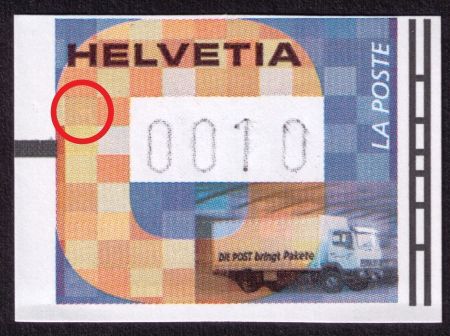 HELVETIA
0010
LA POSTE
DIE POST bringt Pakete